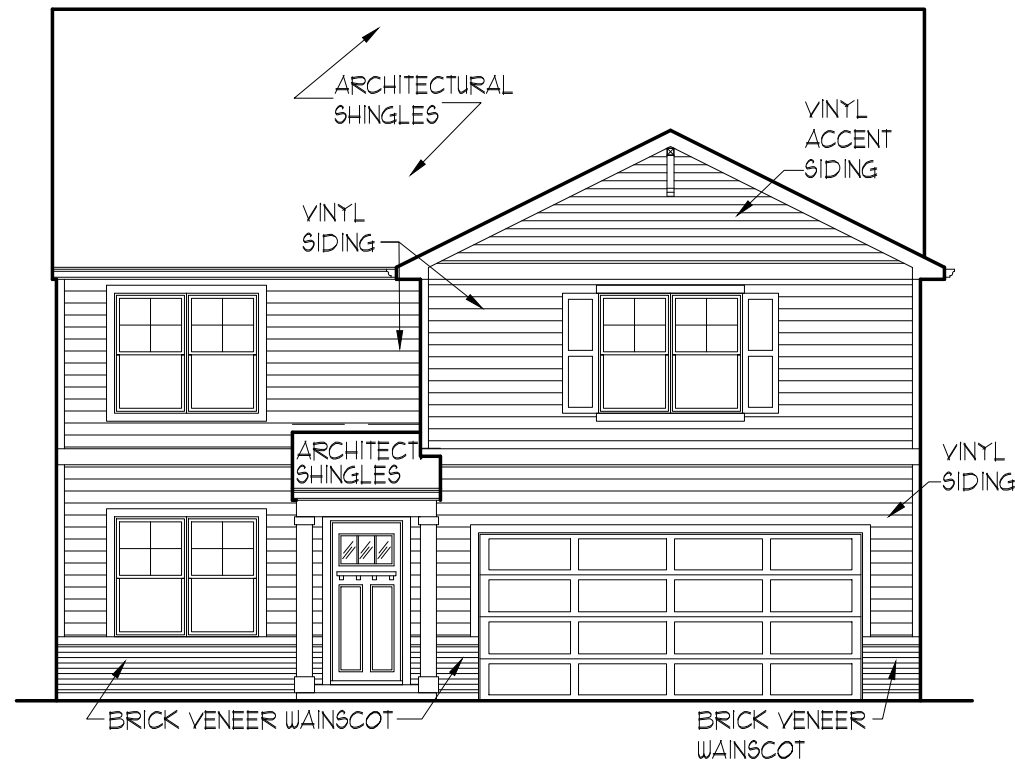 ARCHITECTURAL
SHINGLES
VINYL
ACCENT
SIDING
VINYL
SIDING
ARCHITECT
SHINGLES
VINYL
SIDING
BRICK VENEER WAINSCOT
BRICK VENEER
WAINSCOT